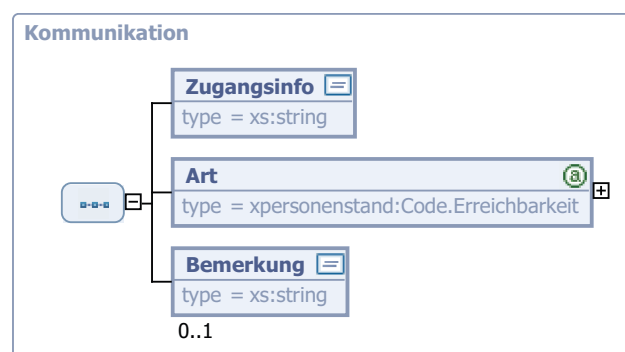 Kommunikation
Zugangsinfo
type = xs:string
Art
type = xpersonenstand:Code.Erreichbarkeit
Bemerkung
type = xs:string
0..1